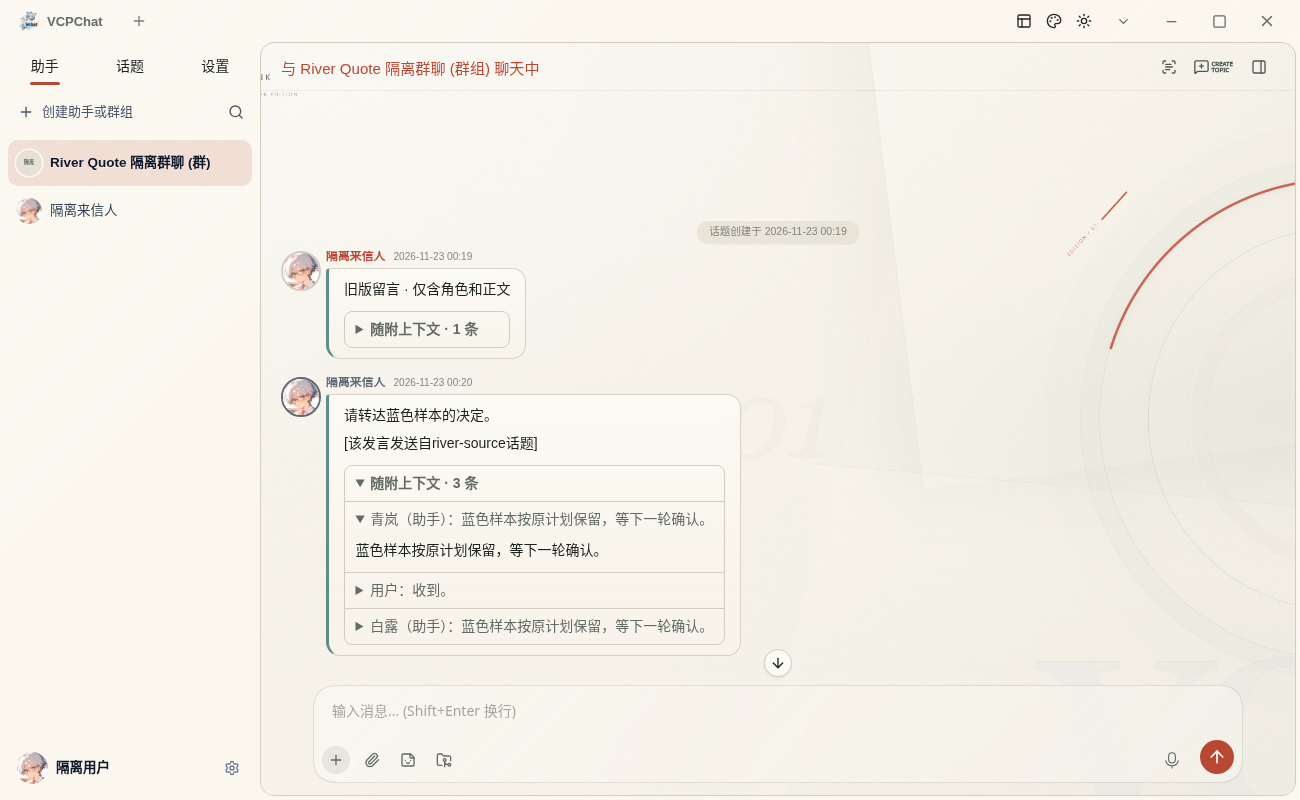 VCPChat
助手
话题
设置
创建助手或群组
River Quote 隔离群聊 (群)
隔离来信人
隔离用户
与 River Quote 隔离群聊 (群组) 聊天中
CREATE
TOPIC
NK
EDITION
EDITION / 01
话题创建于 2026-11-23 00:19
隔离来信人 2026-11-23 00:19
旧版留言 · 仅含角色和正文
随附上下文 · 1 条
隔离来信人 2026-11-23 00:20
请转达蓝色样本的决定。
[该发言发送自river-source话题]
随附上下文 · 3 条
青岚（助手）：蓝色样本按原计划保留，等下一轮确认。
蓝色样本按原计划保留，等下一轮确认。
用户：收到。
白露（助手）：蓝色样本按原计划保留，等下一轮确认。
01
输入消息... (Shift+Enter 换行)